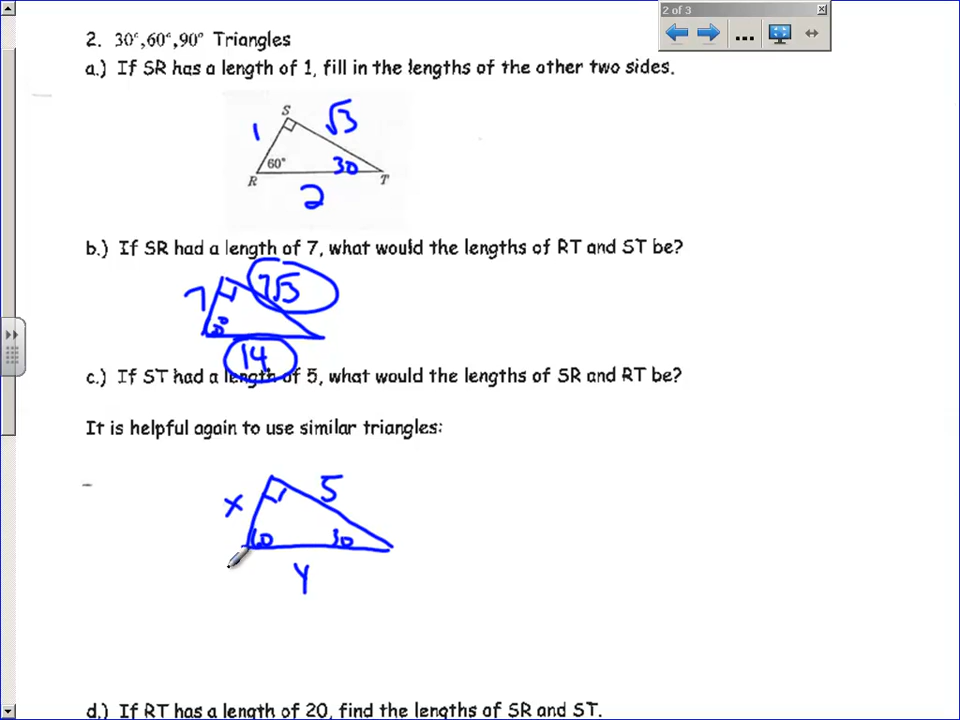 2 of 3
2. 30°,60°,90° Triangles
a.) If SR has a length of 1, fill in the lengths of the other two sides.
S
1
√3
60°
30
R
T
2
b.) If SR had a length of 7, what would the lengths of RT and ST be?
7√3
7
14
c.) If ST had a length of 5, what would the lengths of SR and RT be?
It is helpful again to use similar triangles:
5
x
60
30
y
d.) If RT has a length of 20, find the lengths of SR and ST.